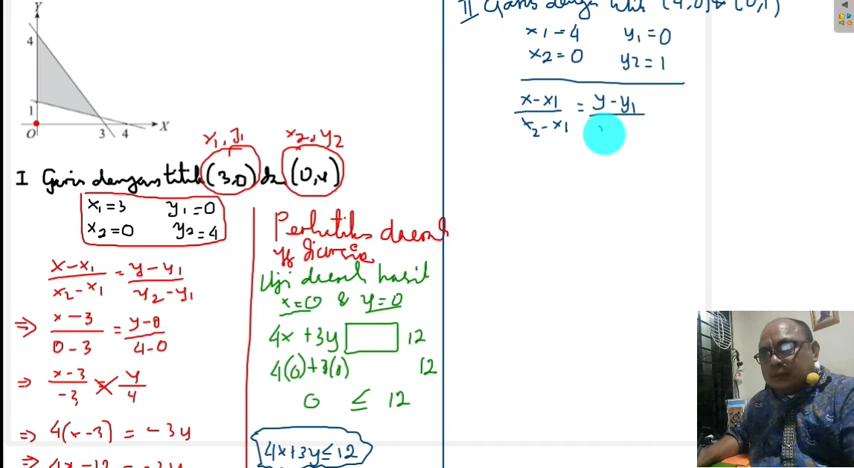 Y
4
1
O
3 4 X
I Garis dengan titik (3,0) & (0,4)
x1, y1 x2, y2
x1=3 y1=0
x2=0 y2=4
x-x1 / x2-x1 = y-y1 / y2-y1
⇒ x-3 / 0-3 = y-0 / 4-0
⇒ x-3 / -3 = y / 4
⇒ 4(x-3) = -3y
⇒ 4x-12 = -3y
Perhatikan daerah
yg diarsir
Uji daerah hasil
x=0 & y=0
4x+3y □ 12
4(0)+3(0) 12
0 ≤ 12
4x+3y≤12
II Garis dengan titik (4,0) & (0,1)
x1=4 y1=0
x2=0 y2=1
x-x1 / x2-x1 = y-y1